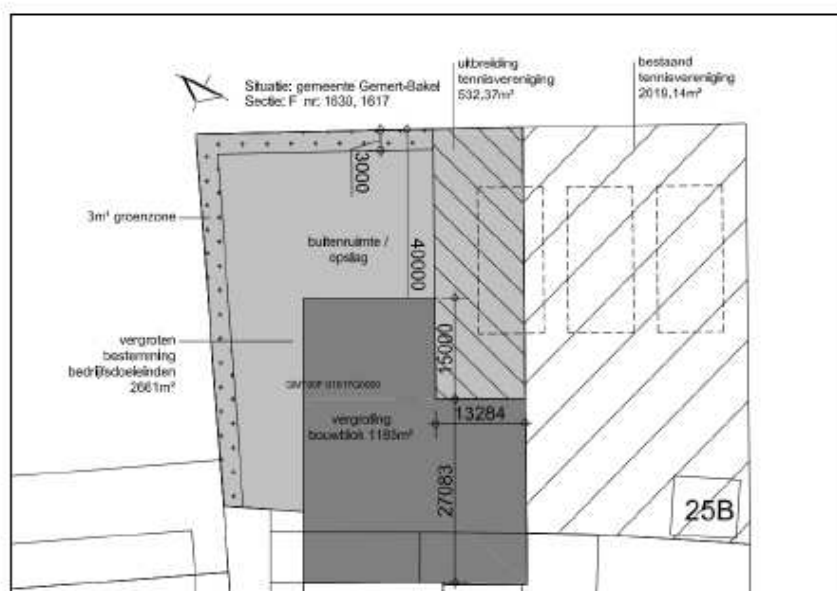 Situatie: gemeente Gemert-Bakel
Sectie: F nr: 1630, 1617
uitbreiding
tennisvereniging
532,37m²
bestaand
tennisvereniging
2019,14m²
3000
3m¹ groenzone
buitenruimte /
opslag
40000
vergroten
bestemming
bedrijfsdoeleinden
2661m²
15000
vergroting
bouwblok 1183m²
13284
27083
25B